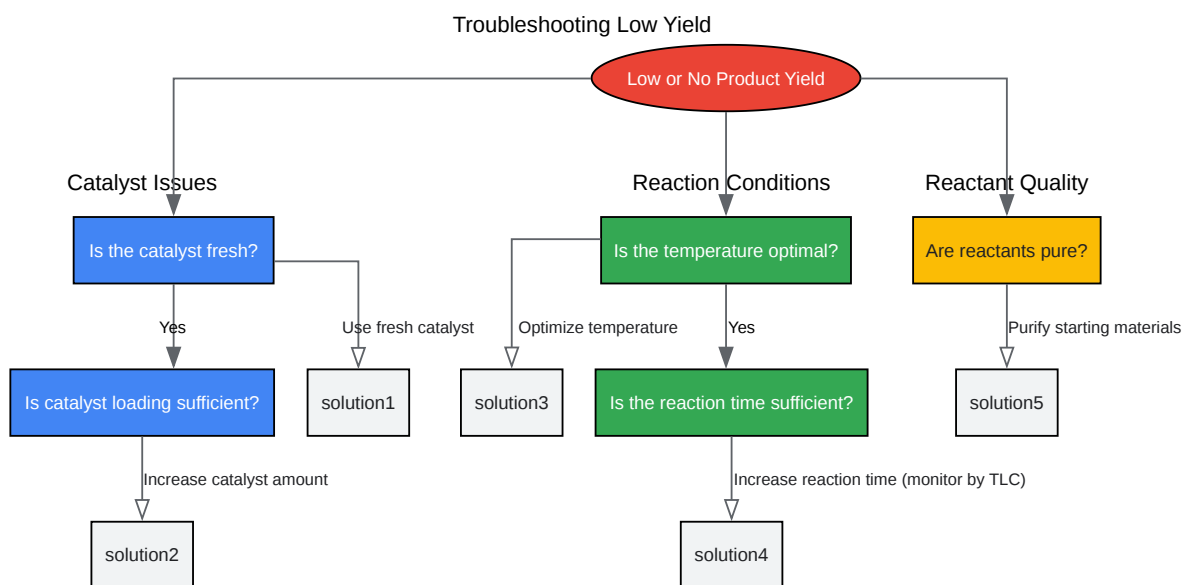 Troubleshooting Low Yield
Low or No Product Yield
Catalyst Issues
Reaction Conditions
Reactant Quality
Is the catalyst fresh?
Is the temperature optimal?
Are reactants pure?
Yes
Use fresh catalyst
Optimize temperature
Yes
Purify starting materials
Is catalyst loading sufficient?
solution1
solution3
Is the reaction time sufficient?
solution5
Increase catalyst amount
Increase reaction time (monitor by TLC)
solution2
solution4